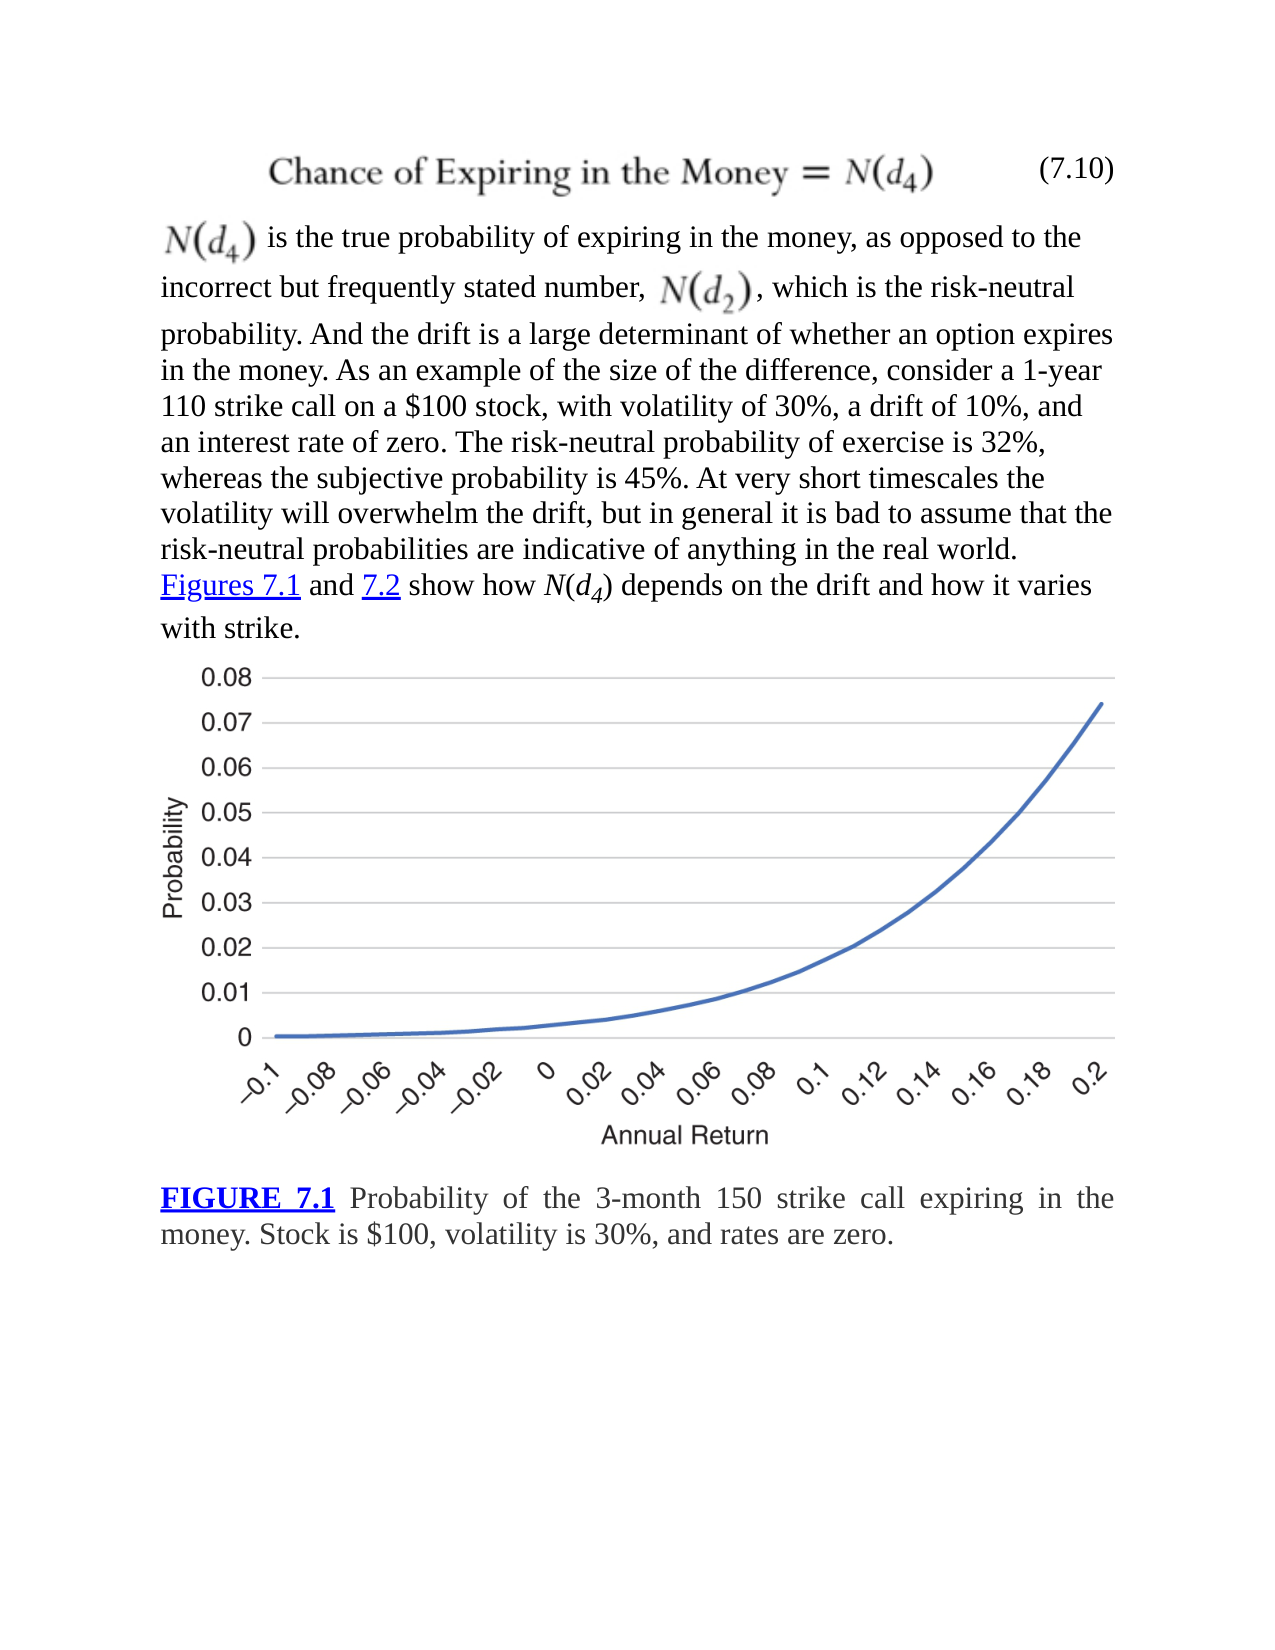 Chance of Expiring in the Money = N(d₄) (7.10)
N(d₄) is the true probability of expiring in the money, as opposed to the
incorrect but frequently stated number, N(d₂), which is the risk-neutral
probability. And the drift is a large determinant of whether an option expires
in the money. As an example of the size of the difference, consider a 1-year
110 strike call on a $100 stock, with volatility of 30%, a drift of 10%, and
an interest rate of zero. The risk-neutral probability of exercise is 32%,
whereas the subjective probability is 45%. At very short timescales the
volatility will overwhelm the drift, but in general it is bad to assume that the
risk-neutral probabilities are indicative of anything in the real world.
Figures 7.1 and 7.2 show how N(d₄) depends on the drift and how it varies
with strike.
0.08
0.07
0.06
0.05
0.04
0.03
0.02
0.01
0
Probability
–0.1 –0.08 –0.06 –0.04 –0.02 0 0.02 0.04 0.06 0.08 0.1 0.12 0.14 0.16 0.18 0.2
Annual Return
FIGURE 7.1 Probability of the 3-month 150 strike call expiring in the
money. Stock is $100, volatility is 30%, and rates are zero.